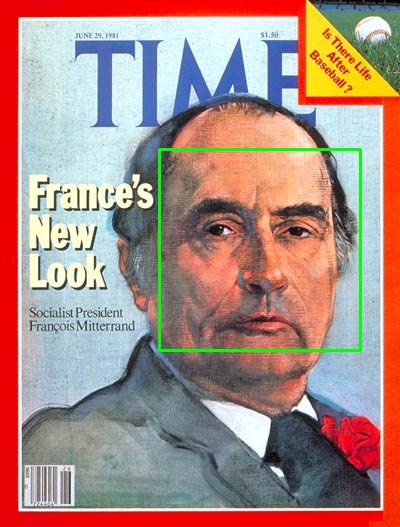 JUNE 29, 1981 $1.50
TIME
Is There Life
After
Baseball?
France's
New
Look
Socialist President
François Mitterrand